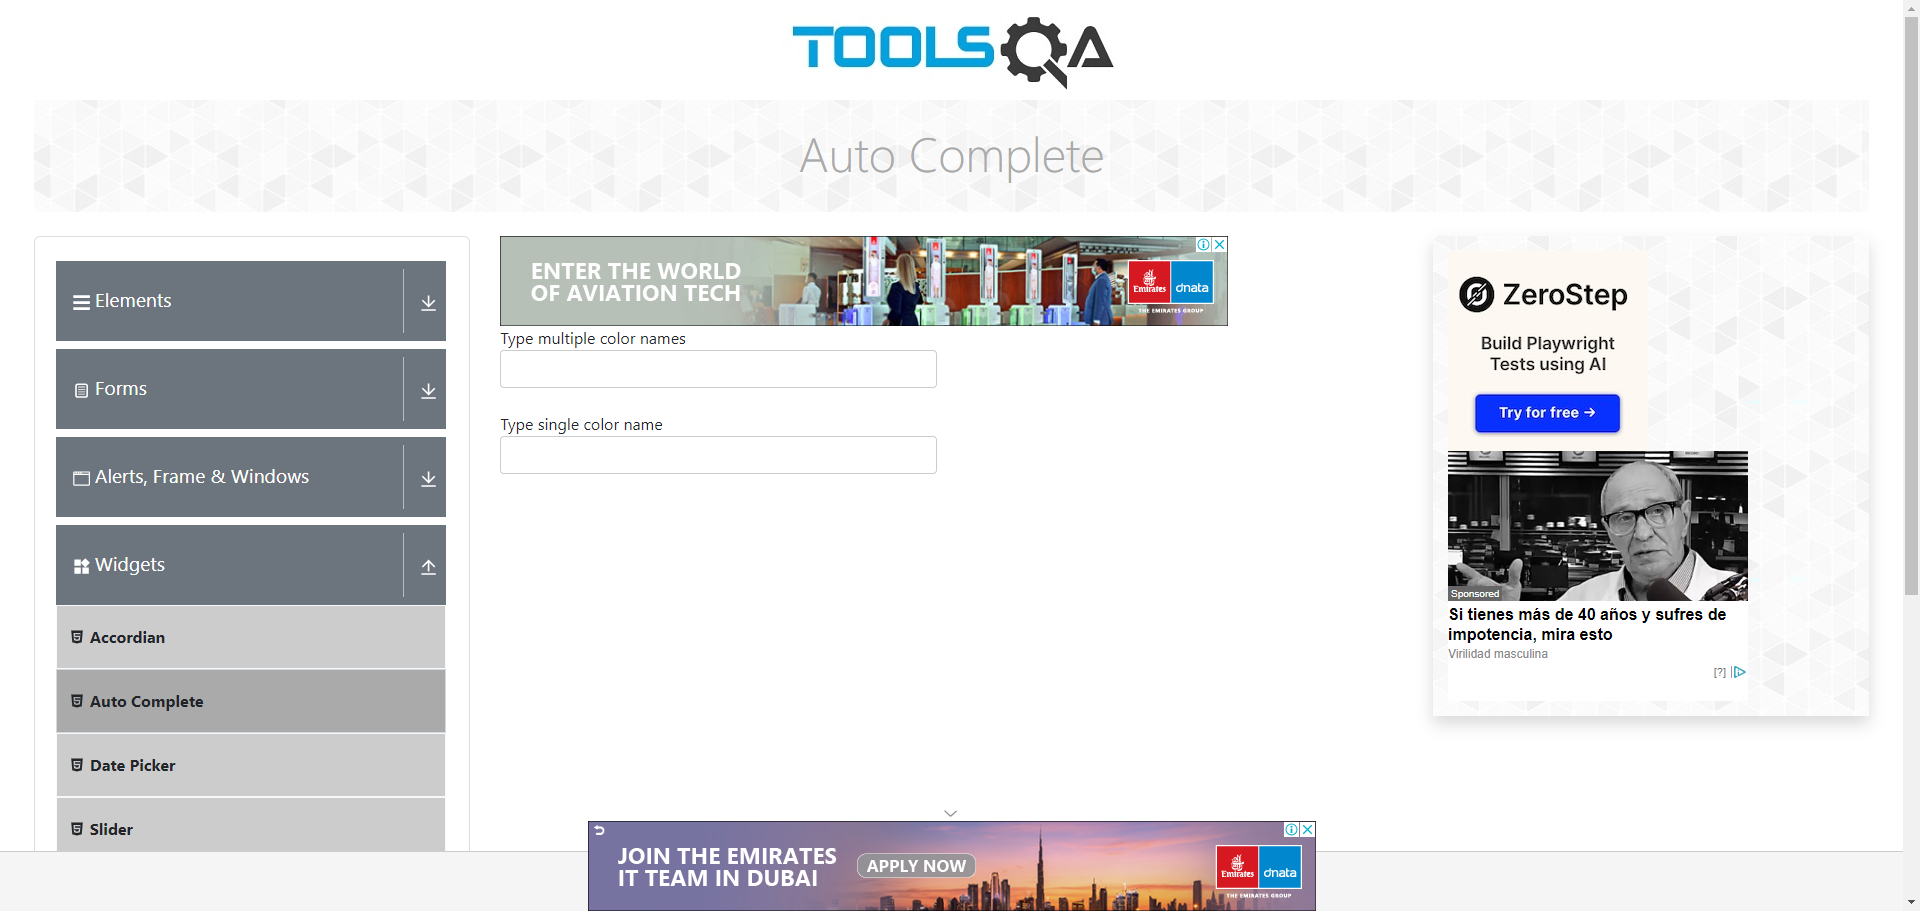 TOOLSQA
Auto Complete
Elements
Forms
Alerts, Frame & Windows
Widgets
Accordian
Auto Complete
Date Picker
Slider
ENTER THE WORLD
OF AVIATION TECH
Emirates
dnata
THE EMIRATES GROUP
Type multiple color names
Type single color name
ZeroStep
Build Playwright
Tests using AI
Try for free →
Sponsored
Si tienes más de 40 años y sufres de
impotencia, mira esto
Virilidad masculina
[?]
JOIN THE EMIRATES
IT TEAM IN DUBAI
APPLY NOW
Emirates
dnata
THE EMIRATES GROUP